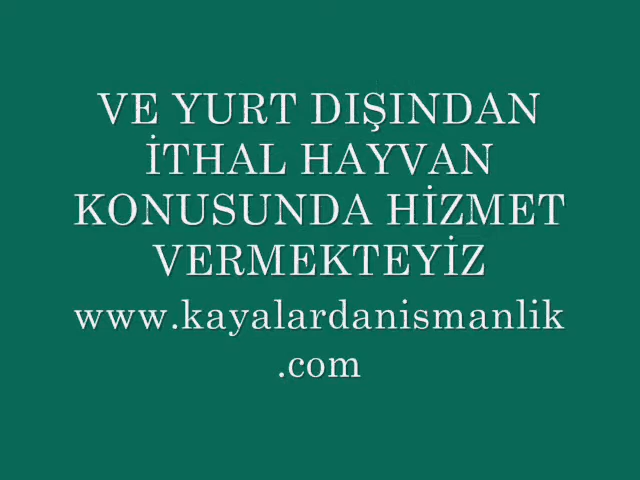 VE YURT DIŞINDAN
İTHAL HAYVAN
KONUSUNDA HİZMET
VERMEKTEYİZ
www.kayalardanismanlik
.com